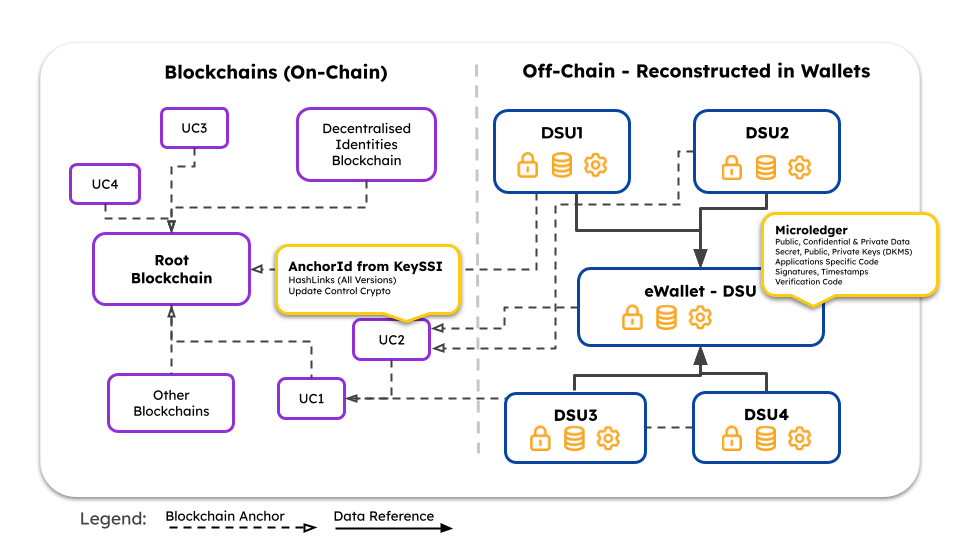 Blockchains (On-Chain)
Off-Chain - Reconstructed in Wallets
UC3
Decentralised
Identities
Blockchain
UC4
DSU1
DSU2
Root
Blockchain
AnchorId from KeySSI
HashLinks (All Versions)
Update Control Crypto
Microledger
Public, Confidential & Private Data
Secret, Public, Private Keys (DKMS)
Applications Specific Code
Signatures, Timestamps
Verification Code
eWallet - DSU
UC2
Other
Blockchains
UC1
DSU3
DSU4
Legend:
Blockchain Anchor
Data Reference